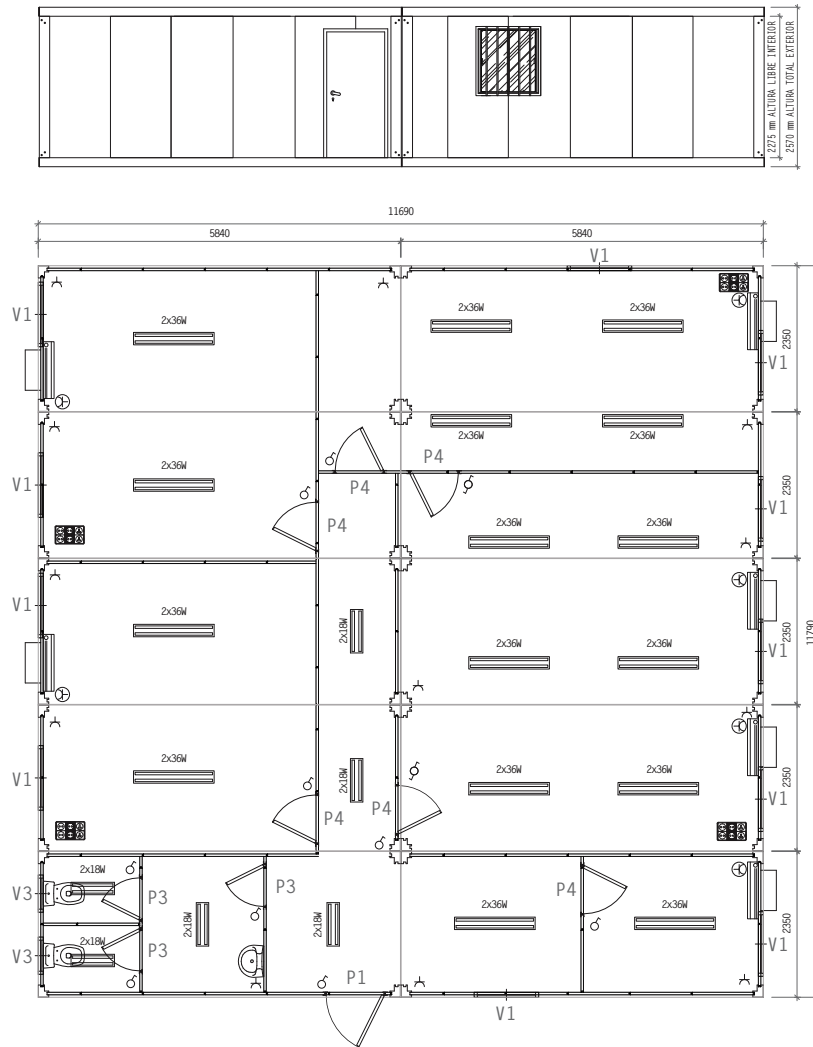 2275 mm ALTURA LIBRE INTERIOR
2570 mm ALTURA TOTAL EXTERIOR
11690
5840
5840
V1
V1
2x36W
2x36W
2x36W
2350
V1
2x36W
2x36W
P4
V1
2x36W
P4
P4
2350
V1
2x36W
2x36W
V1
2x36W
2x18W
2350
11790
V1
2x36W
2x36W
V1
2x36W
2x18W
P4
P4
2x36W
2x36W
2350
V1
2x18W
V3
P3
P3
P4
2x18W
2x18W
2x36W
2x36W
2350
V1
2x18W
P3
V3
P1
V1